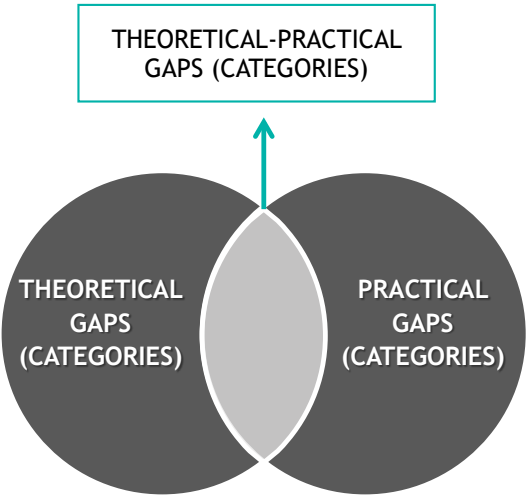 THEORETICAL-PRACTICAL
GAPS (CATEGORIES)
THEORETICAL
GAPS
(CATEGORIES)
PRACTICAL
GAPS
(CATEGORIES)